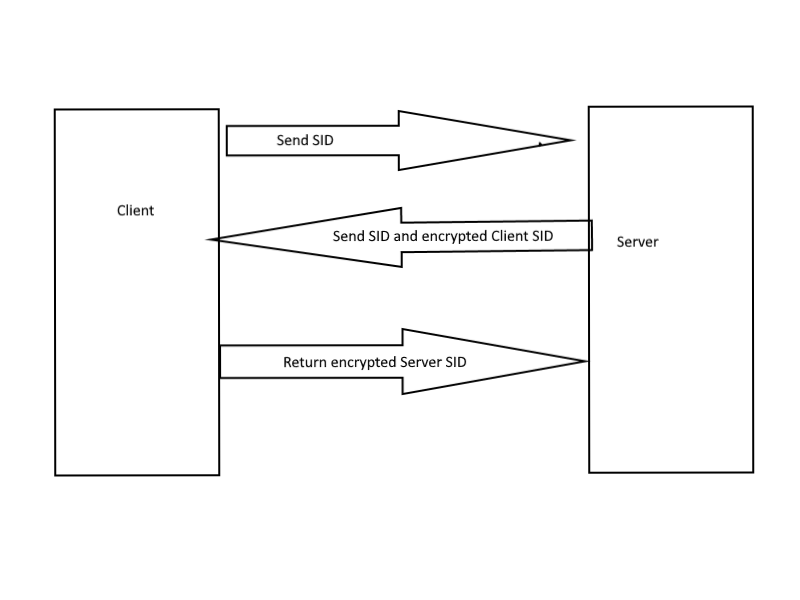 Send SID
Client
Send SID and encrypted Client SID
Server
Return encrypted Server SID